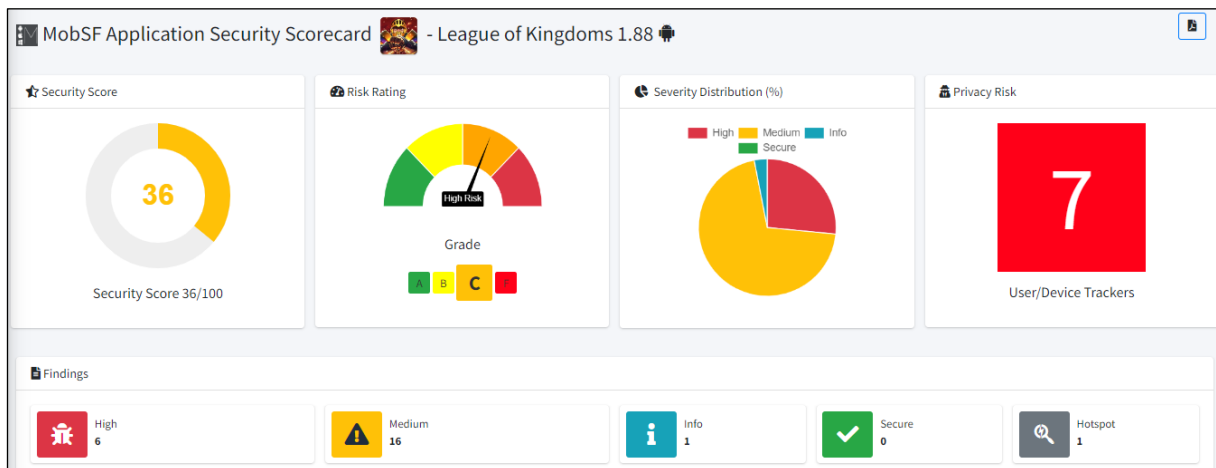 MobSF Application Security Scorecard - League of Kingdoms 1.88
Security Score
36
Security Score 36/100
Risk Rating
High Risk
Grade
A B C F
Severity Distribution (%)
High Medium Info
Secure
Privacy Risk
7
User/Device Trackers
Findings
High
6
Medium
16
Info
1
Secure
0
Hotspot
1